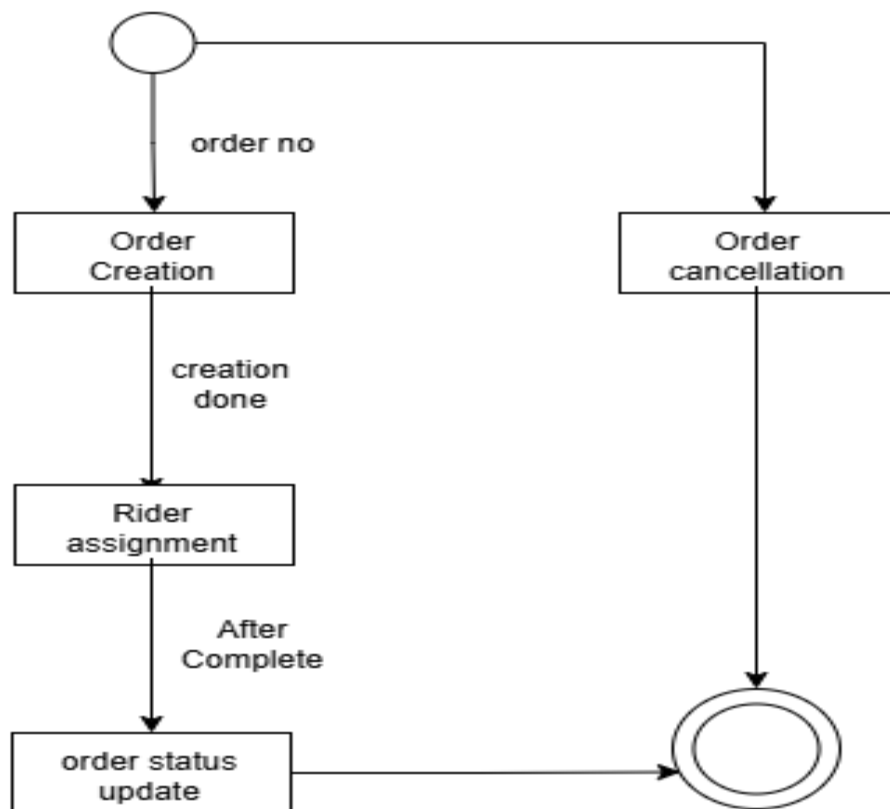 order no
Order
Creation
Order
cancellation
creation
done
Rider
assignment
After
Complete
order status
update